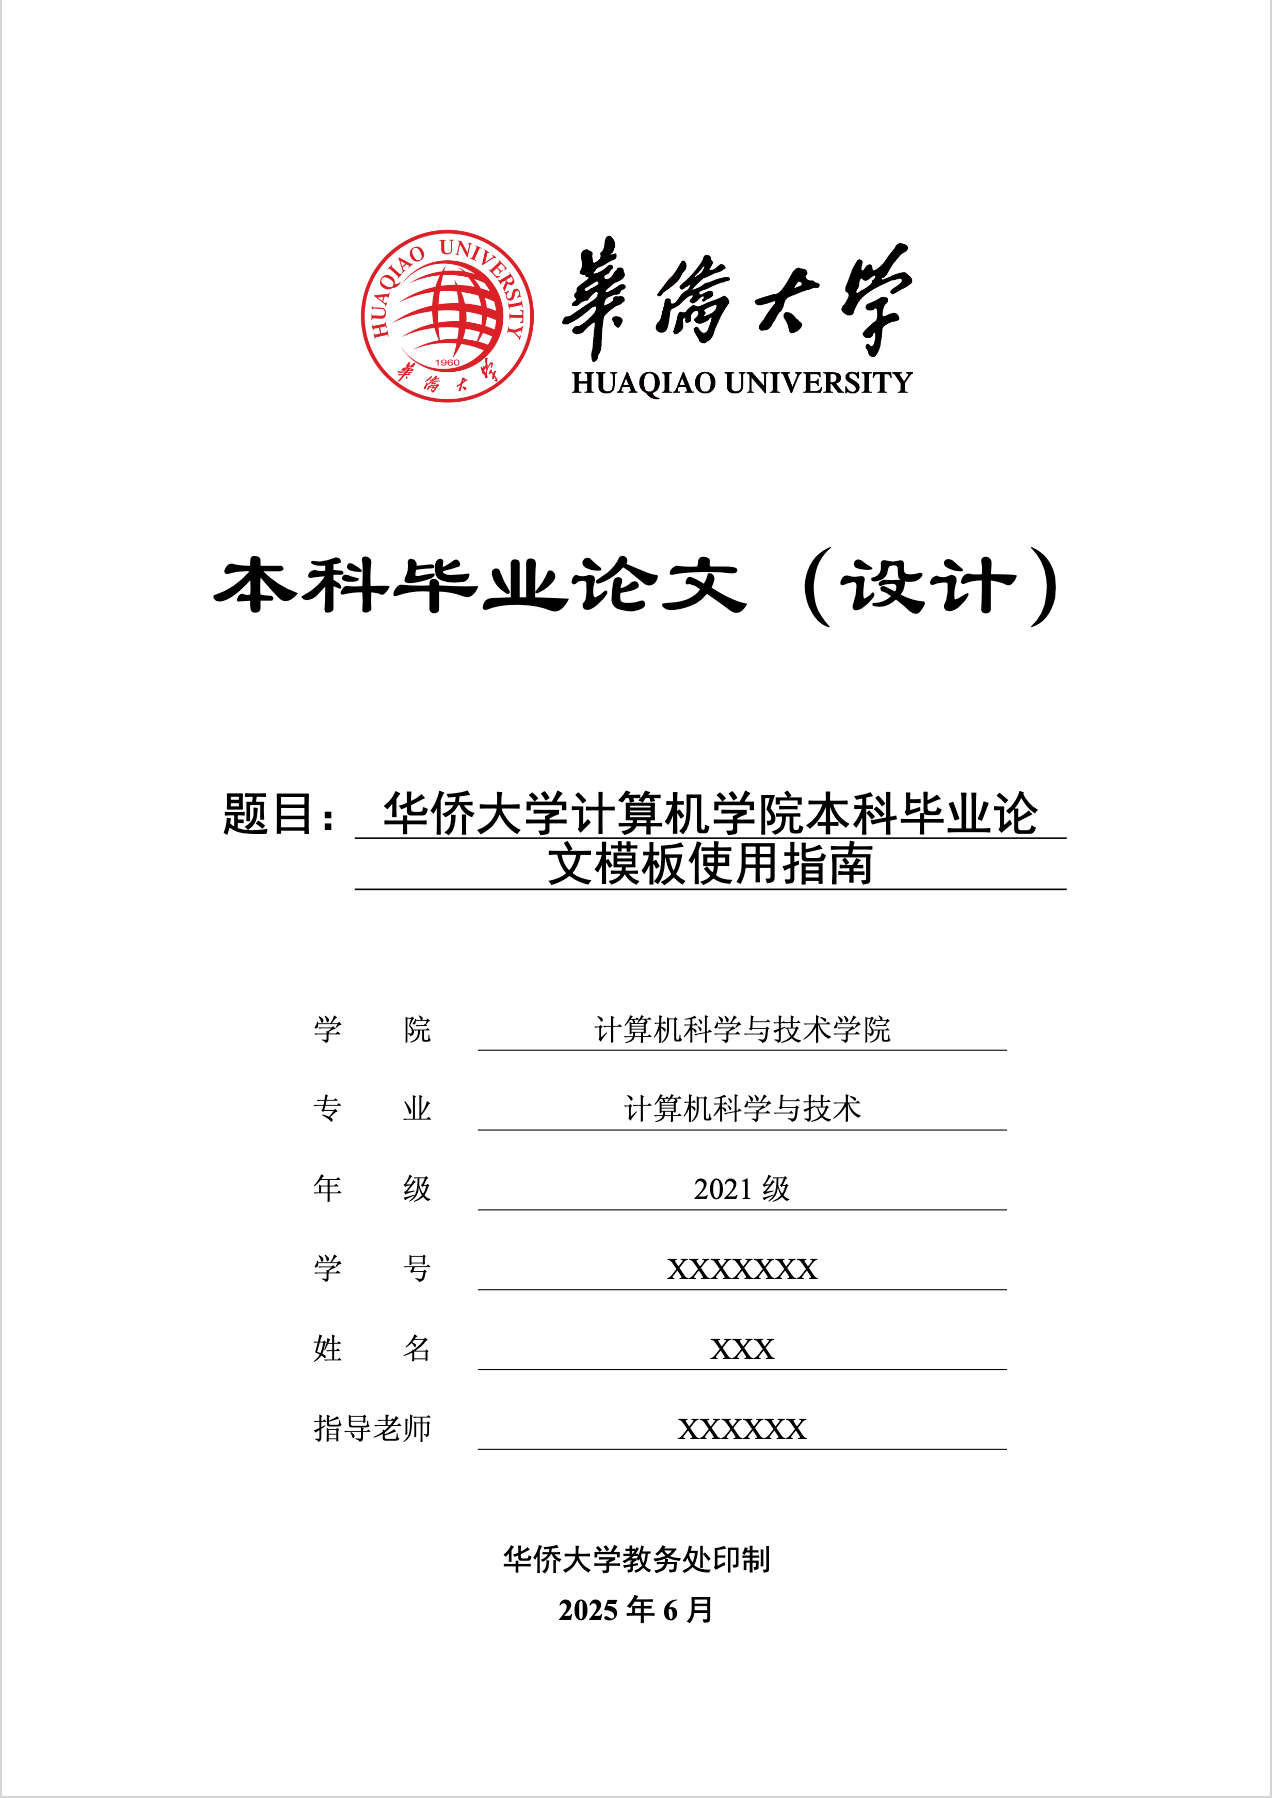 HUAQIAO UNIVERSITY
1960
华侨大学
華僑大学
HUAQIAO UNIVERSITY
本科毕业论文（设计）
题目： 华侨大学计算机学院本科毕业论
文模板使用指南
学 院 计算机科学与技术学院
专 业 计算机科学与技术
年 级 2021 级
学 号 XXXXXXX
姓 名 XXX
指导老师 XXXXXX
华侨大学教务处印制
2025 年 6 月